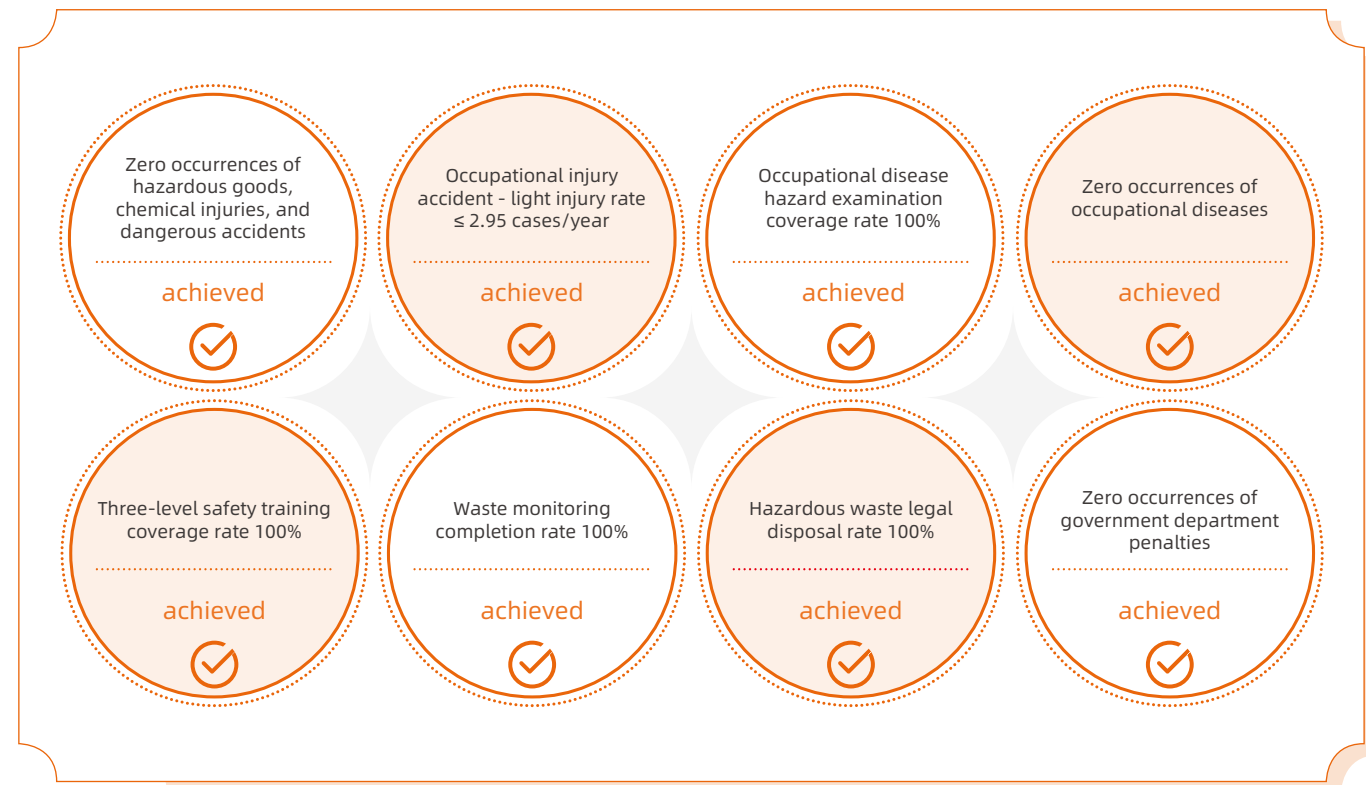 Zero occurrences of
hazardous goods,
chemical injuries, and
dangerous accidents
achieved
Occupational injury
accident - light injury rate
≤ 2.95 cases/year
achieved
Occupational disease
hazard examination
coverage rate 100%
achieved
Zero occurrences of
occupational diseases
achieved
Three-level safety training
coverage rate 100%
achieved
Waste monitoring
completion rate 100%
achieved
Hazardous waste legal
disposal rate 100%
achieved
Zero occurrences of
government department
penalties
achieved